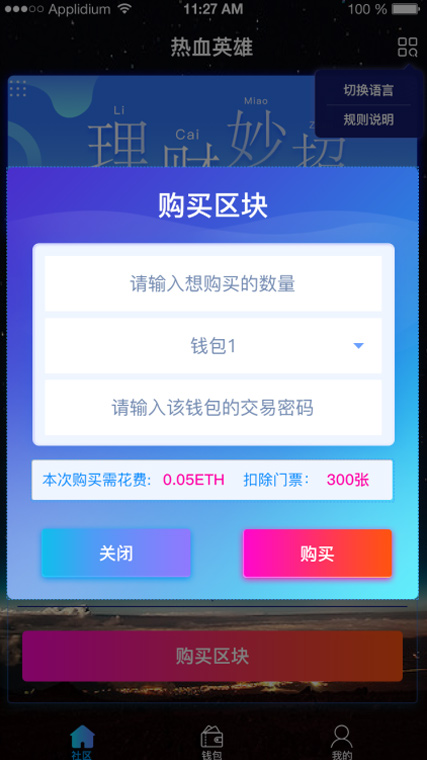 Applidium 11:27 AM 100 %
热血英雄
切换语言
规则说明
Li
Cai
Miao
Z
理财妙招
购买区块
请输入想购买的数量
钱包1
请输入该钱包的交易密码
本次购买需花费: 0.05ETH 扣除门票: 300张
关闭 购买
购买区块
社区 钱包 我的